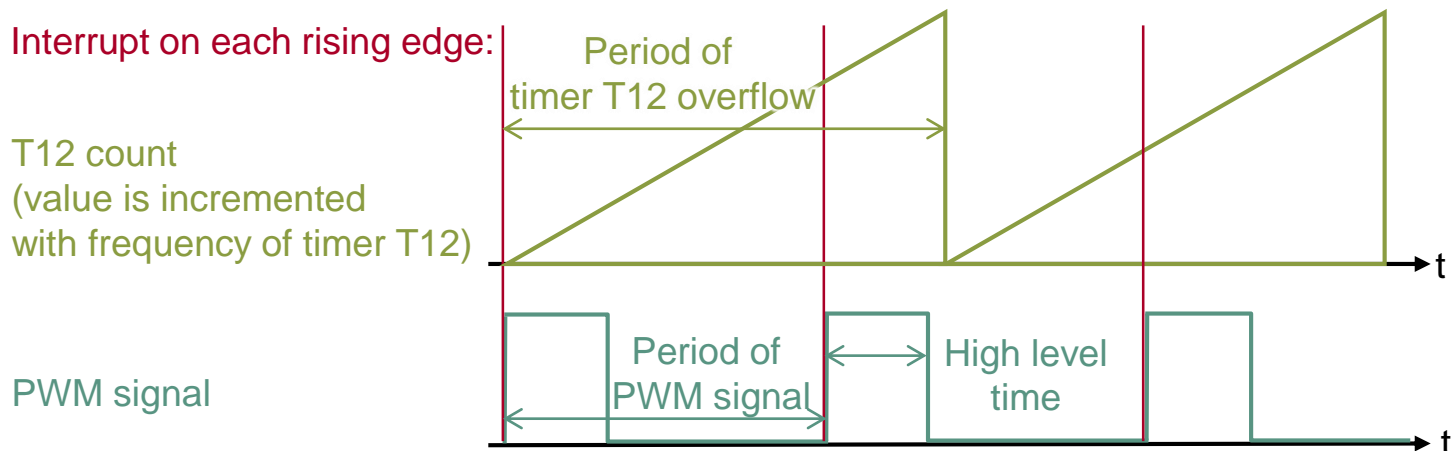 Interrupt on each rising edge:
Period of
timer T12 overflow
T12 count
(value is incremented
with frequency of timer T12)
t
Period of
PWM signal
High level
time
PWM signal
t